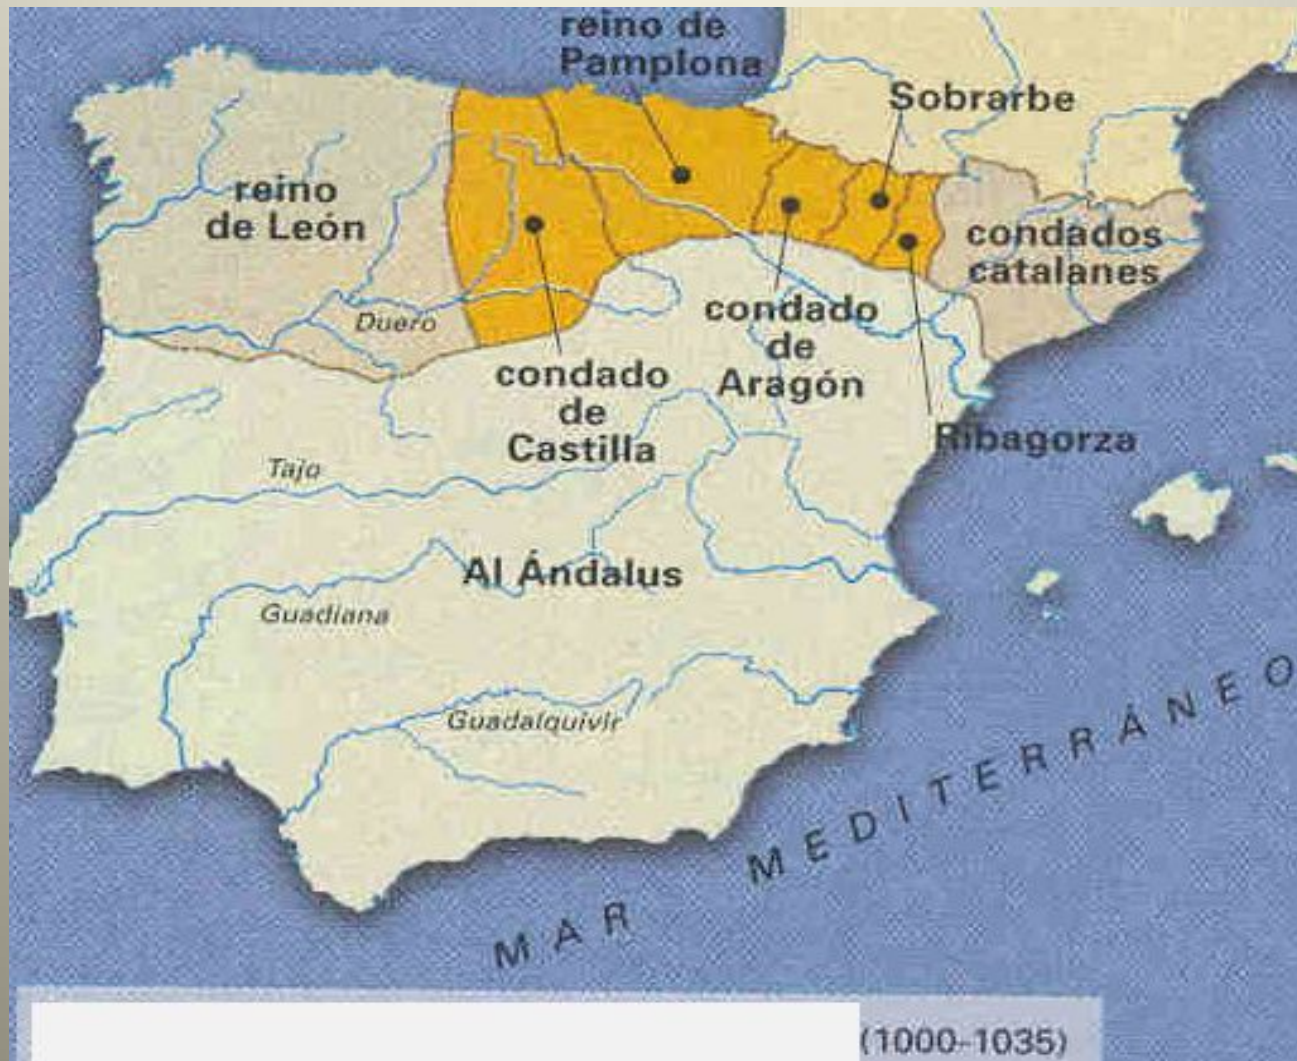 reino de
Pamplona
Sobrarbe
reino
de León
condados
catalanes
Duero
condado
de
Aragón
condado
de
Castilla
Ribagorza
Tajo
Al Ándalus
Guadiana
Guadalquivir
MAR MEDITERRÁNEO
(1000-1035)